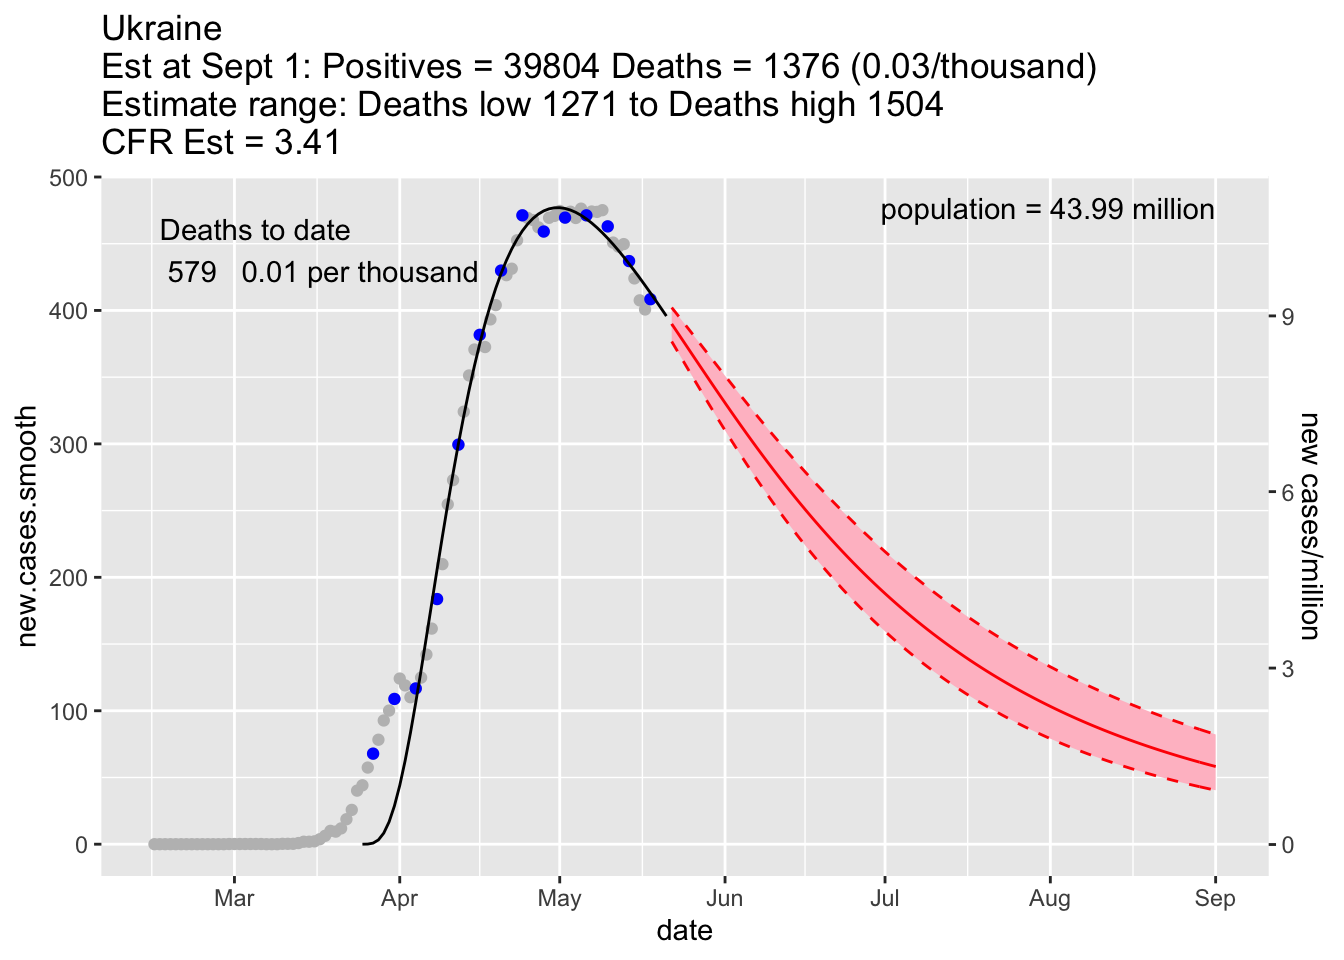 Ukraine
Est at Sept 1: Positives = 39804 Deaths = 1376 (0.03/thousand)
Estimate range: Deaths low 1271 to Deaths high 1504
CFR Est = 3.41
Deaths to date
579 0.01 per thousand
population = 43.99 million
new.cases.smooth
500
400
300
200
100
0
9
6
3
0
new cases/million
Mar Apr May Jun Jul Aug Sep
date